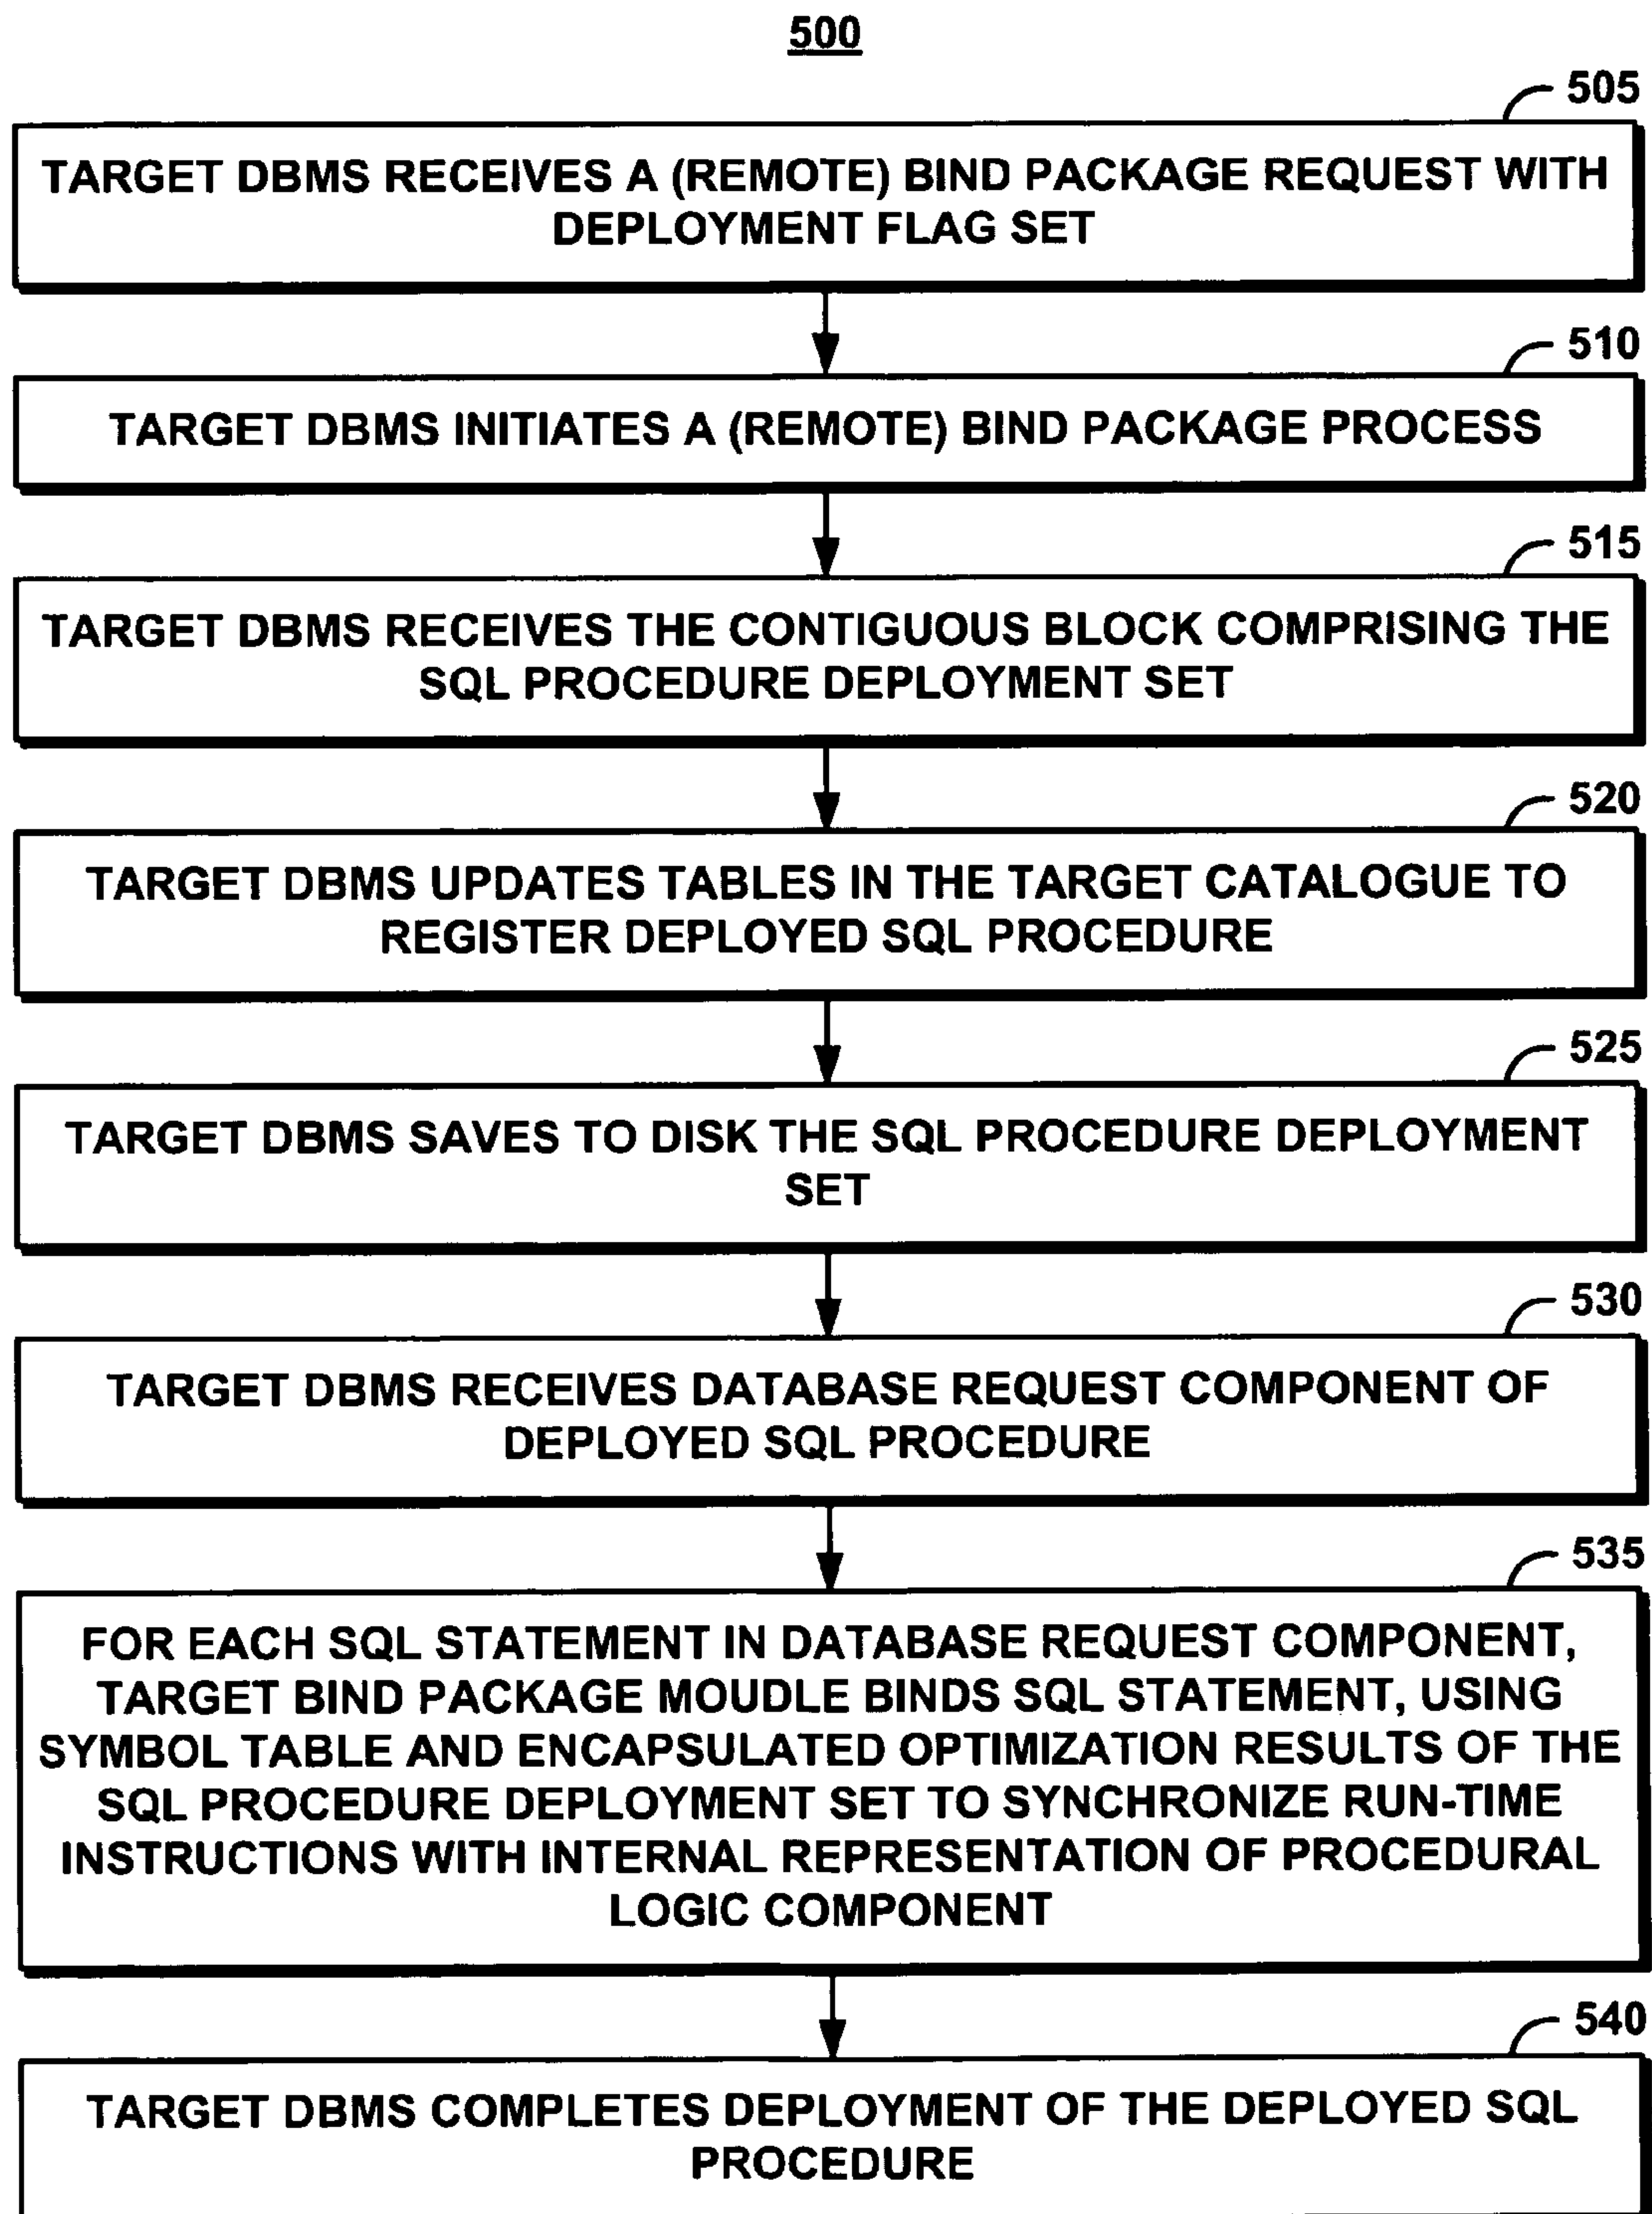 500
505
TARGET DBMS RECEIVES A (REMOTE) BIND PACKAGE REQUEST WITH
DEPLOYMENT FLAG SET
510
TARGET DBMS INITIATES A (REMOTE) BIND PACKAGE PROCESS
515
TARGET DBMS RECEIVES THE CONTIGUOUS BLOCK COMPRISING THE
SQL PROCEDURE DEPLOYMENT SET
520
TARGET DBMS UPDATES TABLES IN THE TARGET CATALOGUE TO
REGISTER DEPLOYED SQL PROCEDURE
525
TARGET DBMS SAVES TO DISK THE SQL PROCEDURE DEPLOYMENT
SET
530
TARGET DBMS RECEIVES DATABASE REQUEST COMPONENT OF
DEPLOYED SQL PROCEDURE
535
FOR EACH SQL STATEMENT IN DATABASE REQUEST COMPONENT,
TARGET BIND PACKAGE MOUDLE BINDS SQL STATEMENT, USING
SYMBOL TABLE AND ENCAPSULATED OPTIMIZATION RESULTS OF THE
SQL PROCEDURE DEPLOYMENT SET TO SYNCHRONIZE RUN-TIME
INSTRUCTIONS WITH INTERNAL REPRESENTATION OF PROCEDURAL
LOGIC COMPONENT
540
TARGET DBMS COMPLETES DEPLOYMENT OF THE DEPLOYED SQL
PROCEDURE